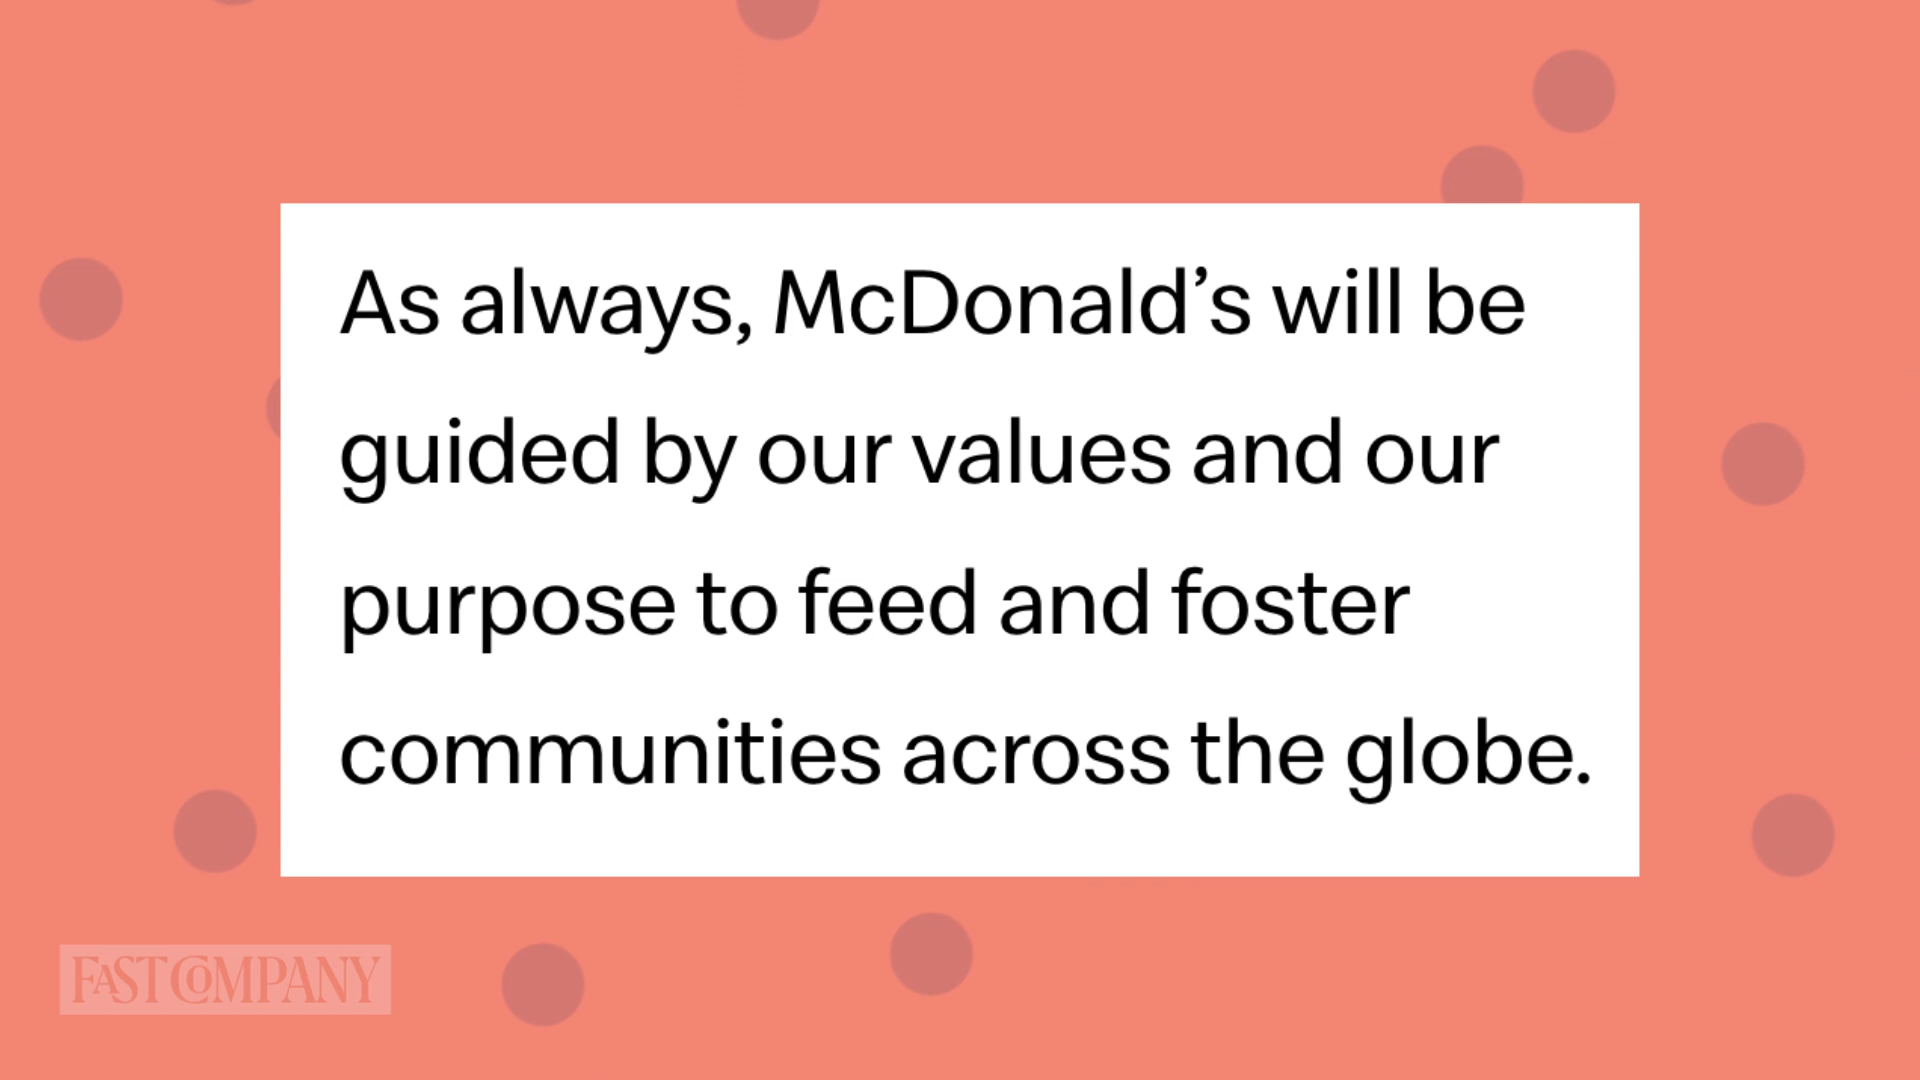 As always, McDonald’s will be
guided by our values and our
purpose to feed and foster
communities across the globe.
FAST COMPANY